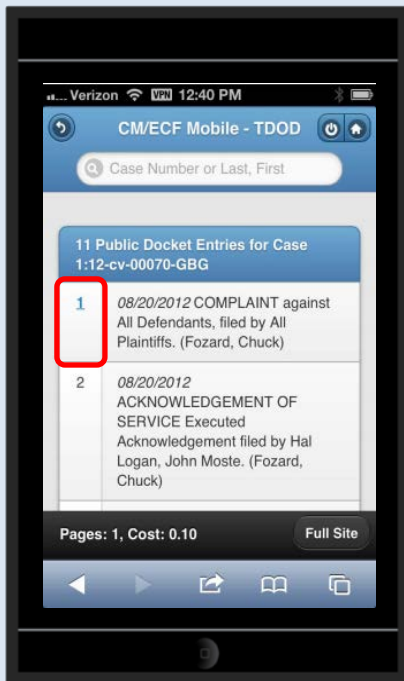 Verizon VPN 12:40 PM
CM/ECF Mobile - TDOD
Case Number or Last, First
11 Public Docket Entries for Case
1:12-cv-00070-GBG
1 08/20/2012 COMPLAINT against
All Defendants, filed by All
Plaintiffs. (Fozard, Chuck)
2 08/20/2012
ACKNOWLEDGEMENT OF
SERVICE Executed
Acknowledgement filed by Hal
Logan, John Moste. (Fozard,
Chuck)
Pages: 1, Cost: 0.10 Full Site